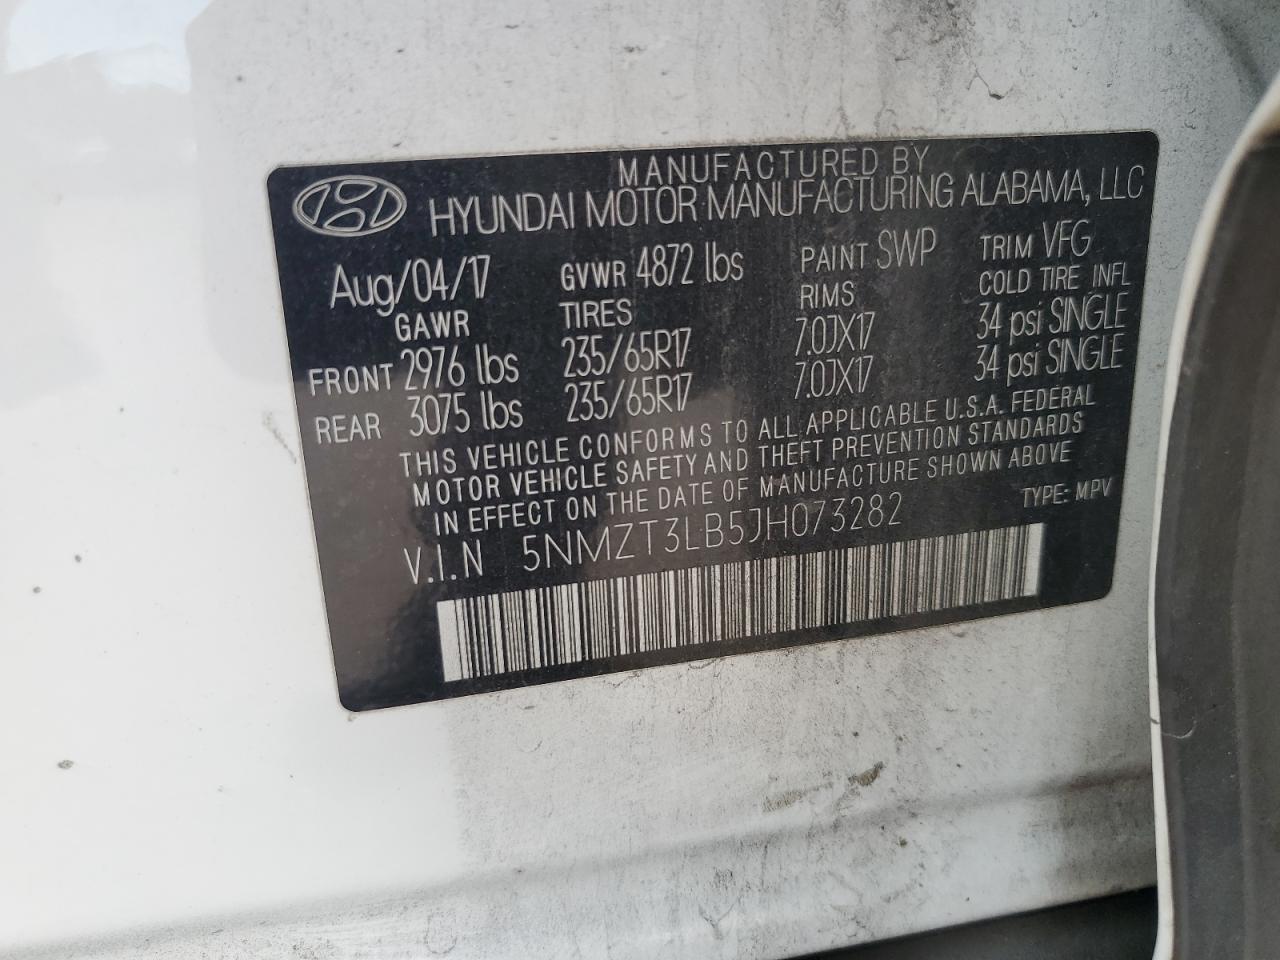 MANUFACTURED BY
HYUNDAI MOTOR MANUFACTURING ALABAMA, LLC
Aug/04/17 GVWR 4872 lbs PAINT SWP TRIM VFG
GAWR TIRES RIMS COLD TIRE INFL
FRONT 2976 lbs 235/65R17 7.0JX17 34 psi SINGLE
REAR 3075 lbs 235/65R17 7.0JX17 34 psi SINGLE
THIS VEHICLE CONFORMS TO ALL APPLICABLE U.S.A. FEDERAL
MOTOR VEHICLE SAFETY AND THEFT PREVENTION STANDARDS
IN EFFECT ON THE DATE OF MANUFACTURE SHOWN ABOVE
V.I.N 5NMZT3LB5JH073282 TYPE: MPV